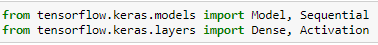 from tensorflow.keras.models import Model, Sequential
from tensorflow.keras.layers import Dense, Activation